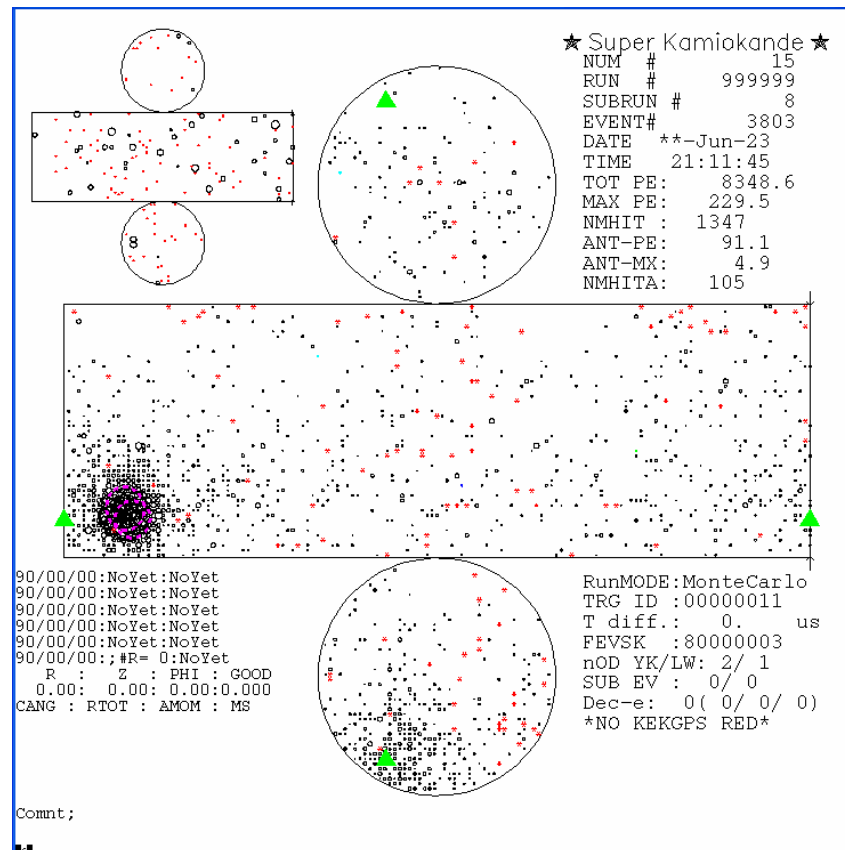 ★ Super Kamiokande ★
NUM # 15
RUN # 999999
SUBRUN # 8
EVENT# 3803
DATE **-Jun-23
TIME 21:11:45
TOT PE: 8348.6
MAX PE: 229.5
NMHIT : 1347
ANT-PE: 91.1
ANT-MX: 4.9
NMHITA: 105
90/00/00:NoYet:NoYet
90/00/00:NoYet:NoYet
90/00/00:NoYet:NoYet
90/00/00:NoYet:NoYet
90/00/00:NoYet:NoYet
90/00/00:;#R= 0:NoYet
R : Z : PHI : GOOD
0.00: 0.00: 0.00:0.000
CANG : RTOT : AMOM : MS
RunMODE:MonteCarlo
TRG ID :00000011
T diff.: 0. us
FEVSK :80000003
nOD YK/LW: 2/ 1
SUB EV : 0/ 0
Dec-e: 0( 0/ 0/ 0)
*NO KEKGPS RED*
Comnt;